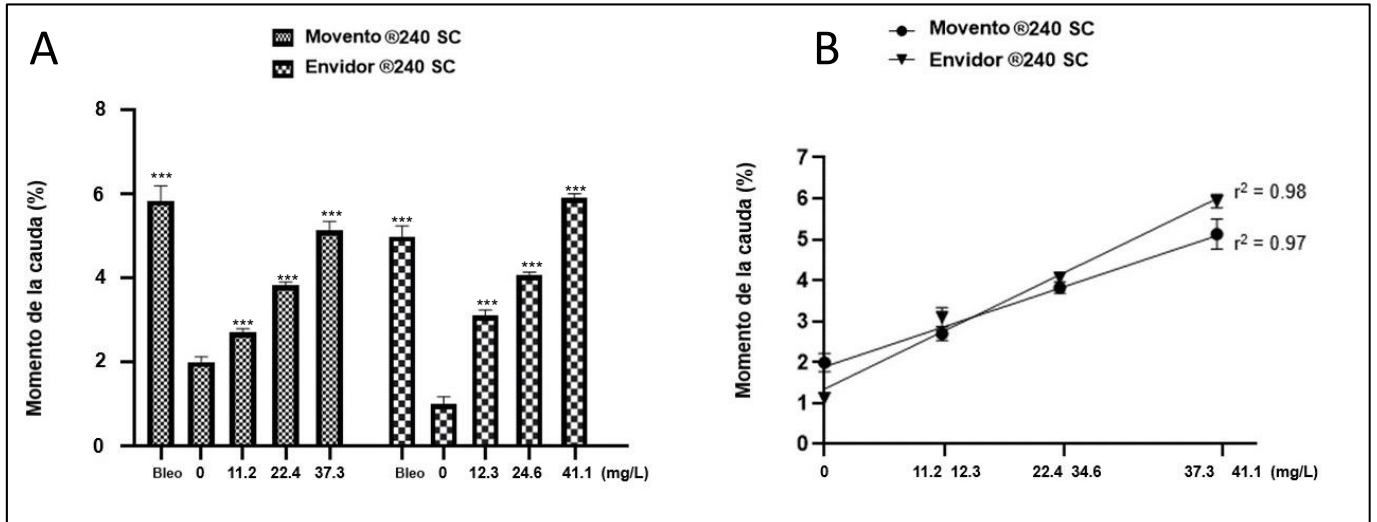 A
Movento ®240 SC
Envidor ®240 SC
Momento de la cauda (%)
8
6
4
2
0
*** *** *** *** *** *** *** ***
Bleo 0 11.2 22.4 37.3 Bleo 0 12.3 24.6 41.1 (mg/L)
B
Movento ®240 SC
Envidor ®240 SC
Momento de la cauda (%)
7
6
5
4
3
2
1
0
r² = 0.98
r² = 0.97
0 11.2 12.3 22.4 34.6 37.3 41.1 (mg/L)